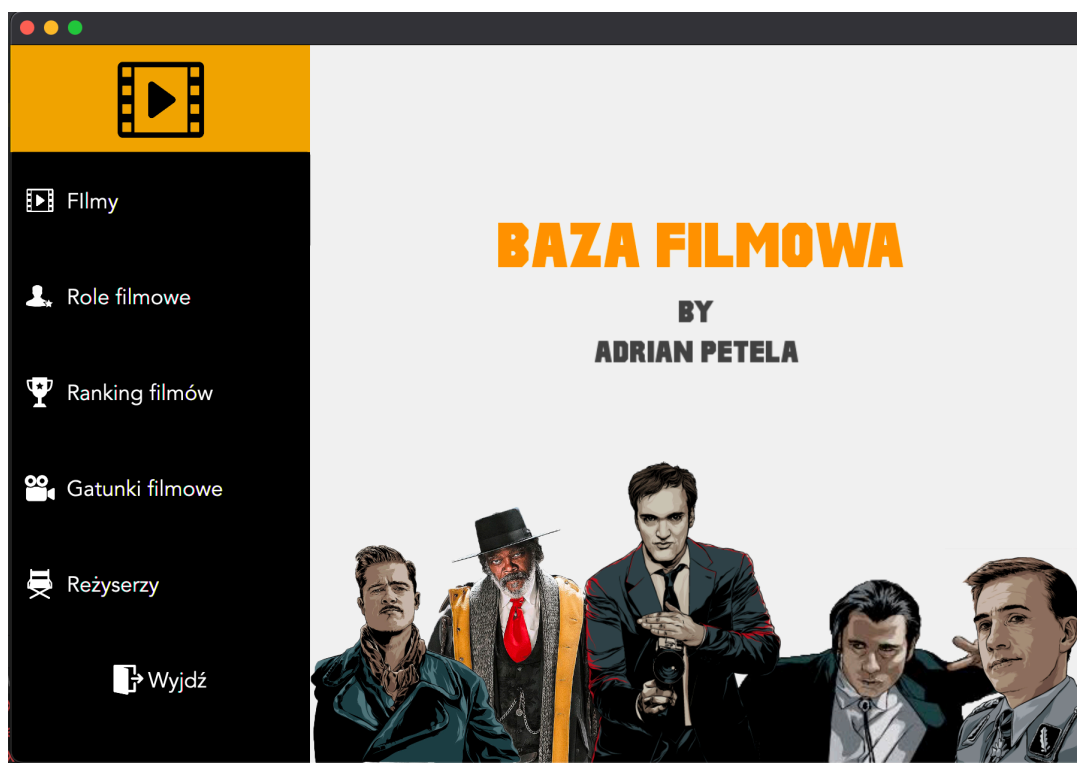 FIlmy
Role filmowe
Ranking filmów
Gatunki filmowe
Reżyserzy
Wyjdź
BAZA FILMOWA
BY
ADRIAN PETELA